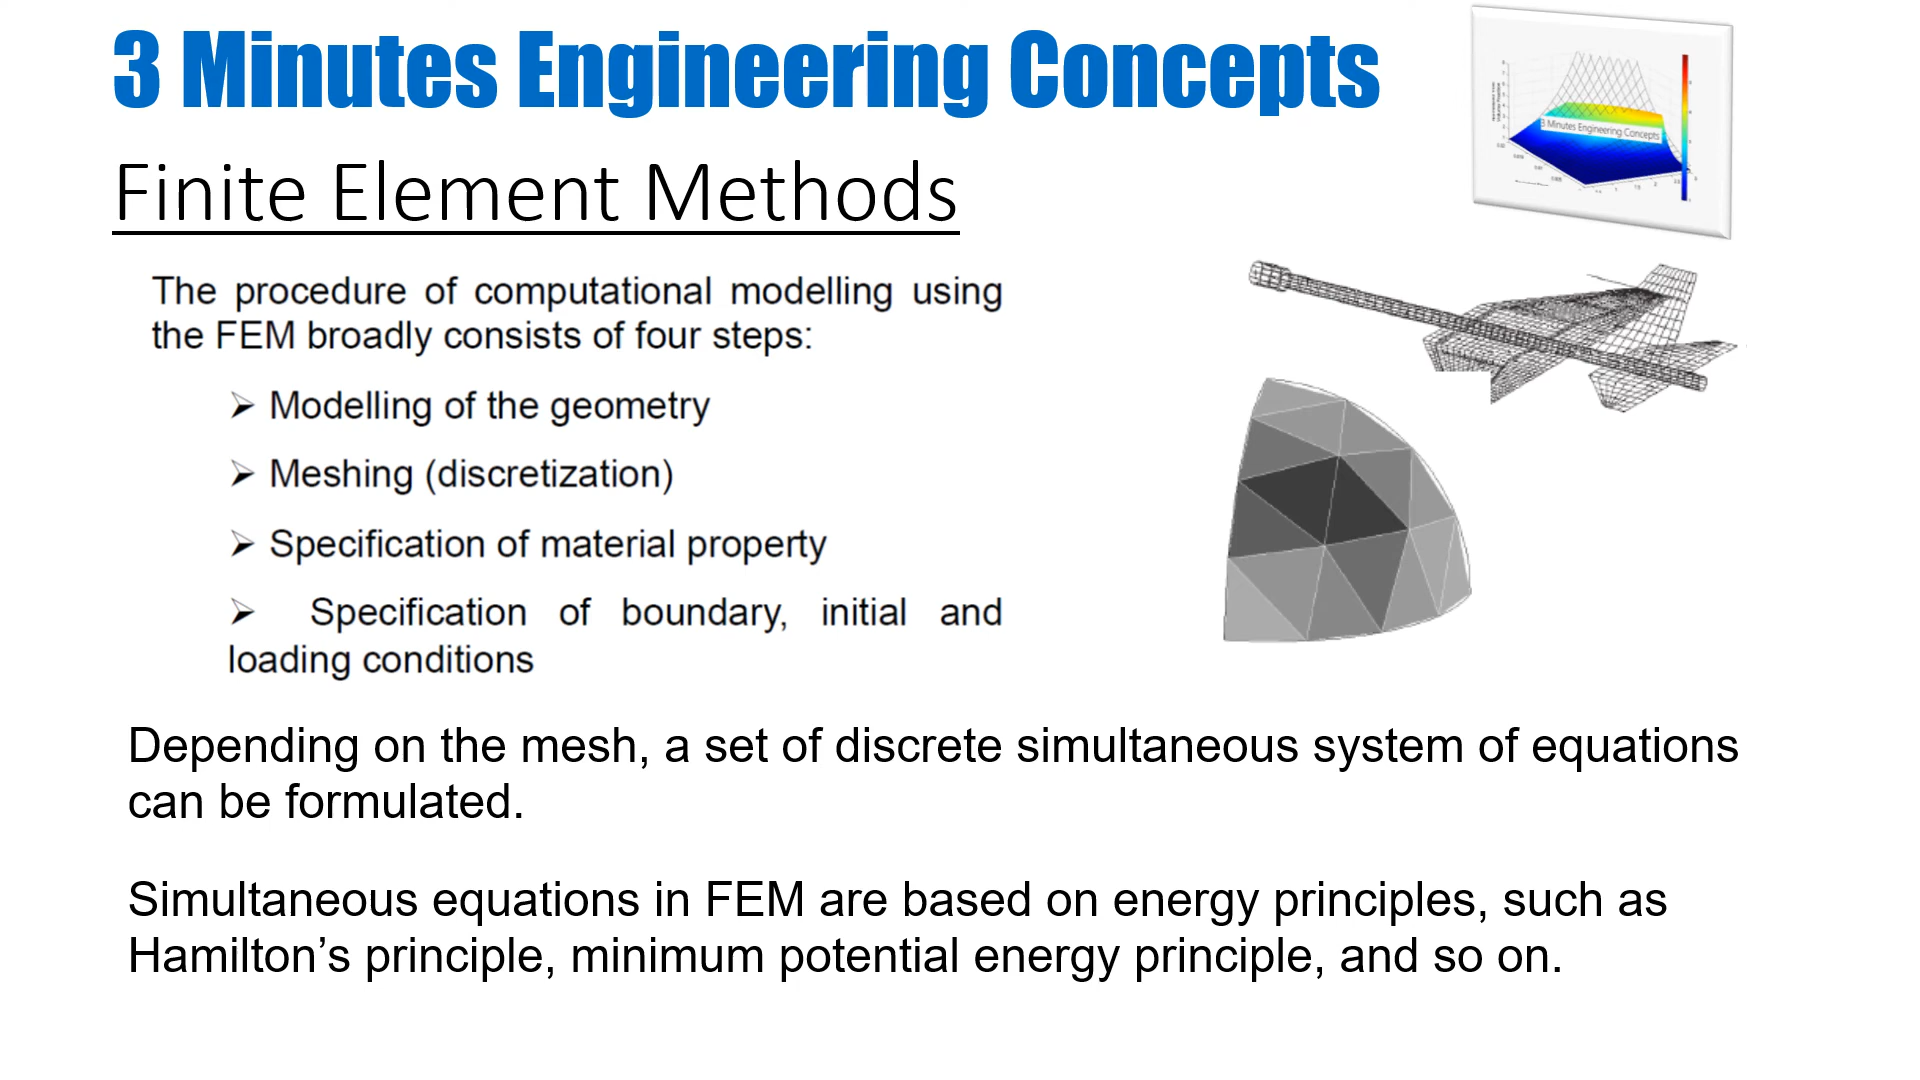 3 Minutes Engineering Concepts
3 Minutes Engineering Concepts
Finite Element Methods
The procedure of computational modelling using
the FEM broadly consists of four steps:
➢ Modelling of the geometry
➢ Meshing (discretization)
➢ Specification of material property
➢ Specification of boundary, initial and
loading conditions
Depending on the mesh, a set of discrete simultaneous system of equations
can be formulated.
Simultaneous equations in FEM are based on energy principles, such as
Hamilton’s principle, minimum potential energy principle, and so on.